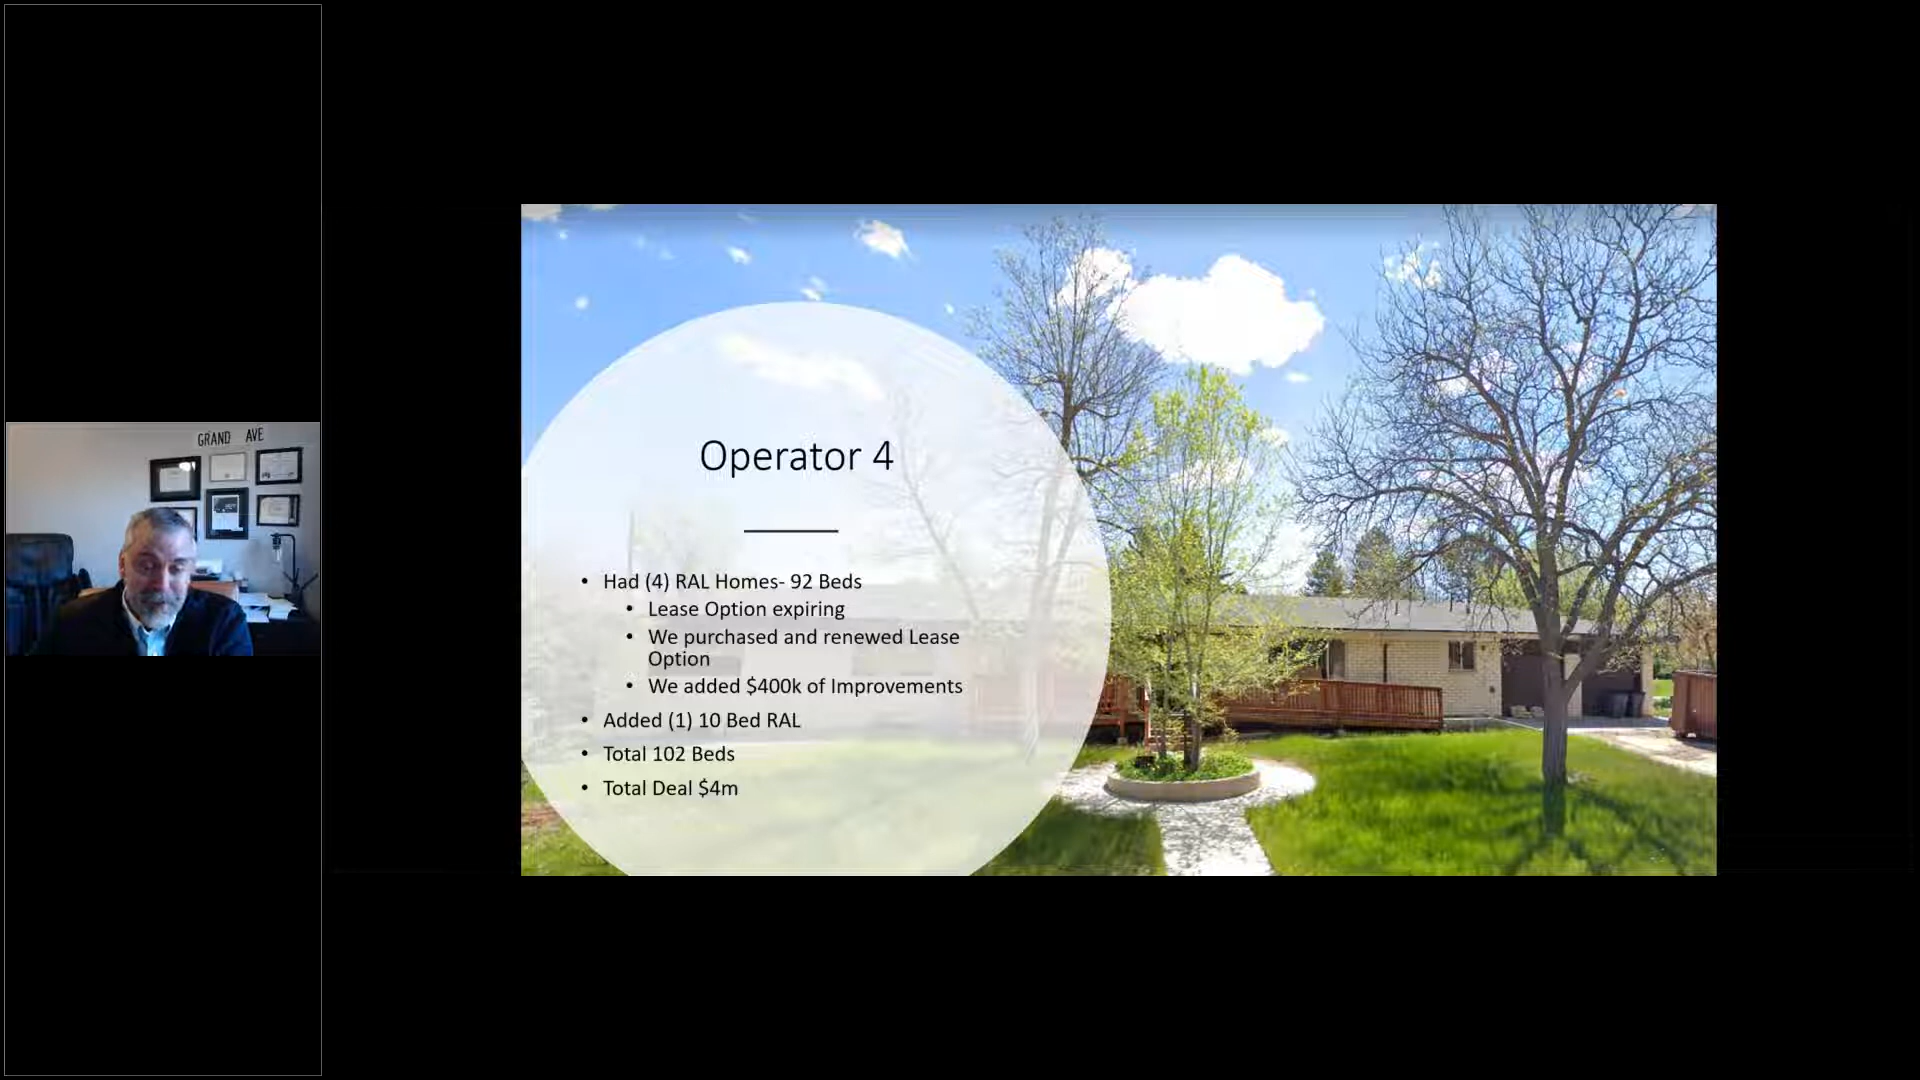 GRAND AVE
Operator 4
• Had (4) RAL Homes- 92 Beds
• Lease Option expiring
• We purchased and renewed Lease
Option
• We added $400k of Improvements
• Added (1) 10 Bed RAL
• Total 102 Beds
• Total Deal $4m